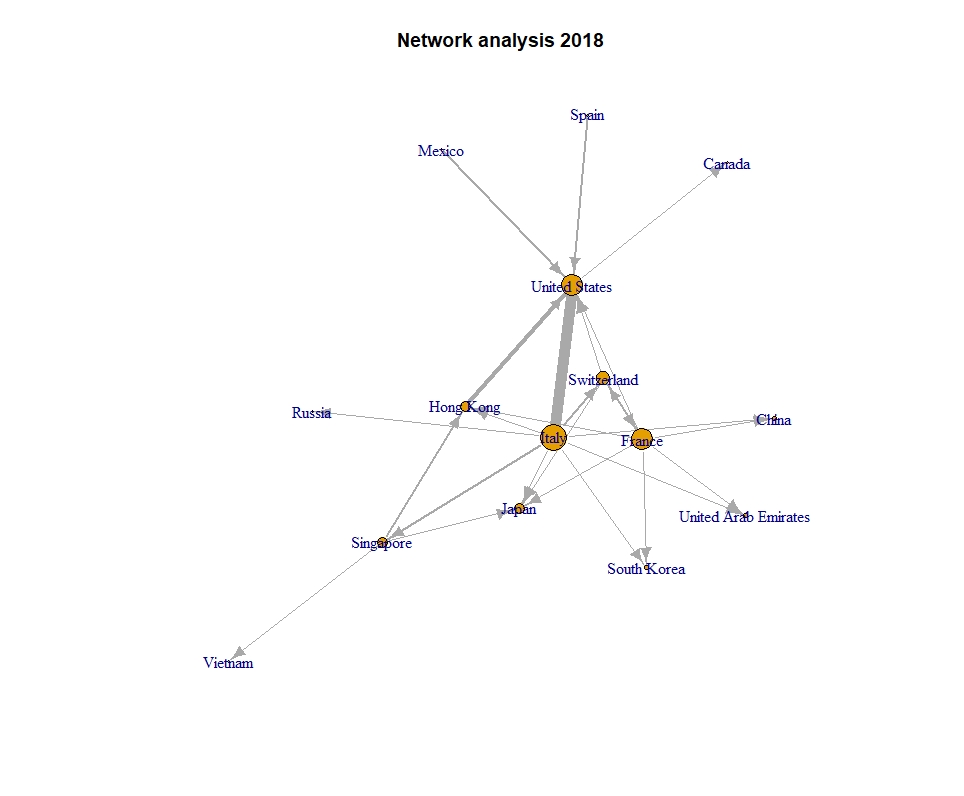 Network analysis 2018
Spain
Mexico
Canada
United States
Switzerland
Hong Kong
Russia
China
Italy
France
Japan
United Arab Emirates
Singapore
South Korea
Vietnam